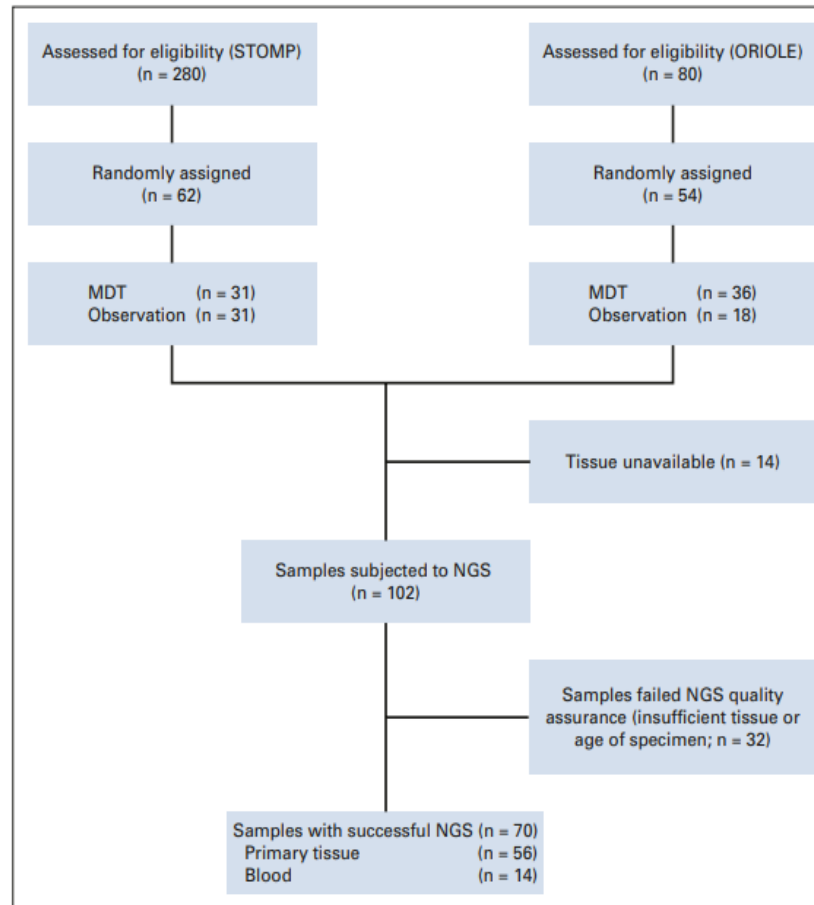 Assessed for eligibility (STOMP)
(n = 280)
Assessed for eligibility (ORIOLE)
(n = 80)
Randomly assigned
(n = 62)
Randomly assigned
(n = 54)
MDT (n = 31)
Observation (n = 31)
MDT (n = 36)
Observation (n = 18)
Tissue unavailable (n = 14)
Samples subjected to NGS
(n = 102)
Samples failed NGS quality
assurance (insufficient tissue or
age of specimen; n = 32)
Samples with successful NGS (n = 70)
Primary tissue (n = 56)
Blood (n = 14)